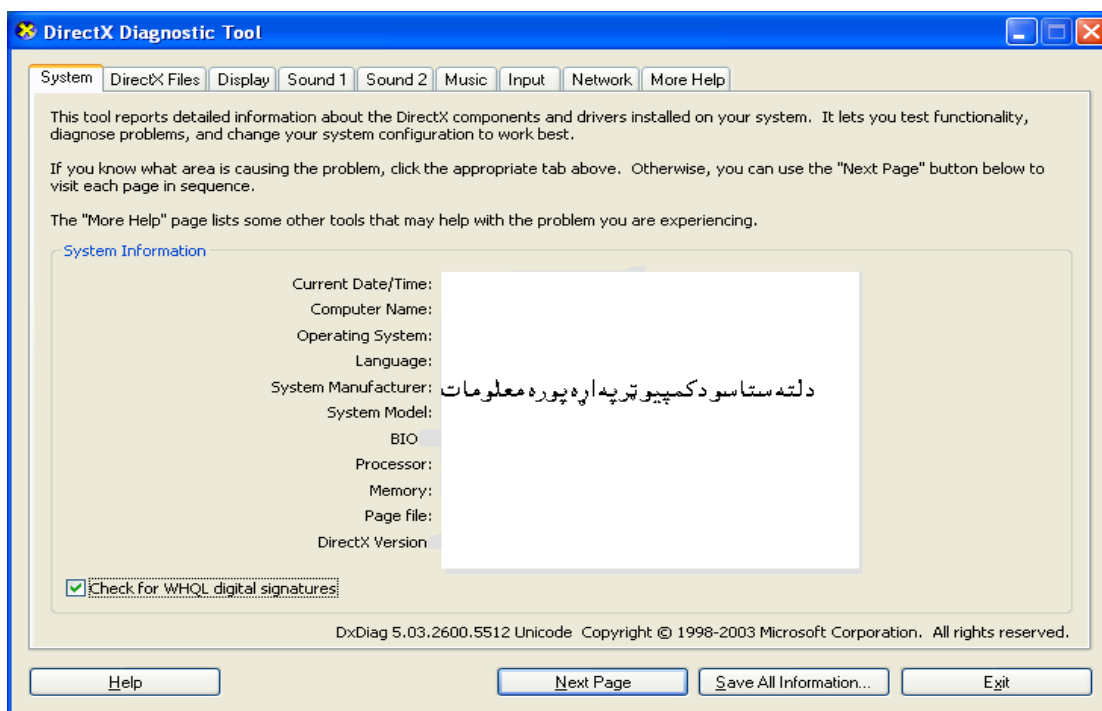 DirectX Diagnostic Tool
System DirectX Files Display Sound 1 Sound 2 Music Input Network More Help
This tool reports detailed information about the DirectX components and drivers installed on your system. It lets you test functionality,
diagnose problems, and change your system configuration to work best.
If you know what area is causing the problem, click the appropriate tab above. Otherwise, you can use the "Next Page" button below to
visit each page in sequence.
The "More Help" page lists some other tools that may help with the problem you are experiencing.
System Information
Current Date/Time:
Computer Name:
Operating System:
Language:
System Manufacturer:
دلته ستاسو د کمپیوټر په اړه پوره معلومات
System Model:
BIO
Processor:
Memory:
Page file:
DirectX Version
Check for WHQL digital signatures
DxDiag 5.03.2600.5512 Unicode Copyright © 1998-2003 Microsoft Corporation. All rights reserved.
Help Next Page Save All Information... Exit